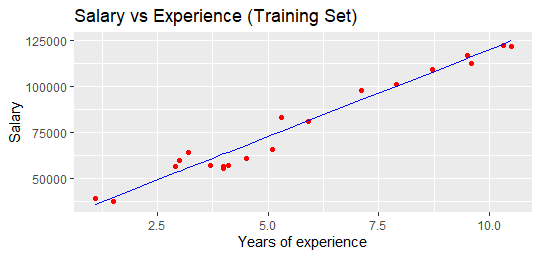 Salary vs Experience (Training Set)
125000
100000
75000
50000
Salary
2.5 5.0 7.5 10.0
Years of experience